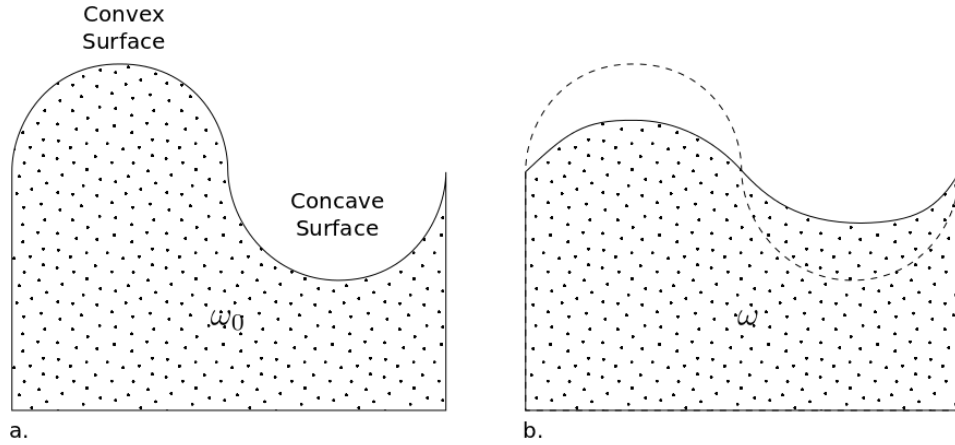 Convex
Surface
Concave
Surface
ω₀
ω
a.
b.